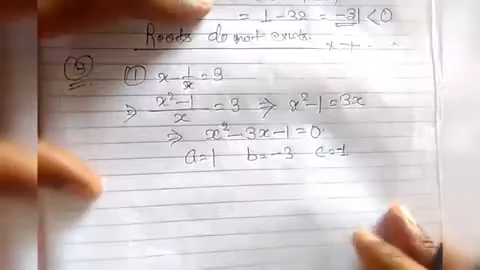 = 1 - 32 = -31 < 0
Roots do not exists.
① x - 1/x = 3
⇒ x² - 1 / x = 3 ⇒ x² - 1 = 3x
⇒ x² - 3x - 1 = 0
a = 1 b = -3 c = -1